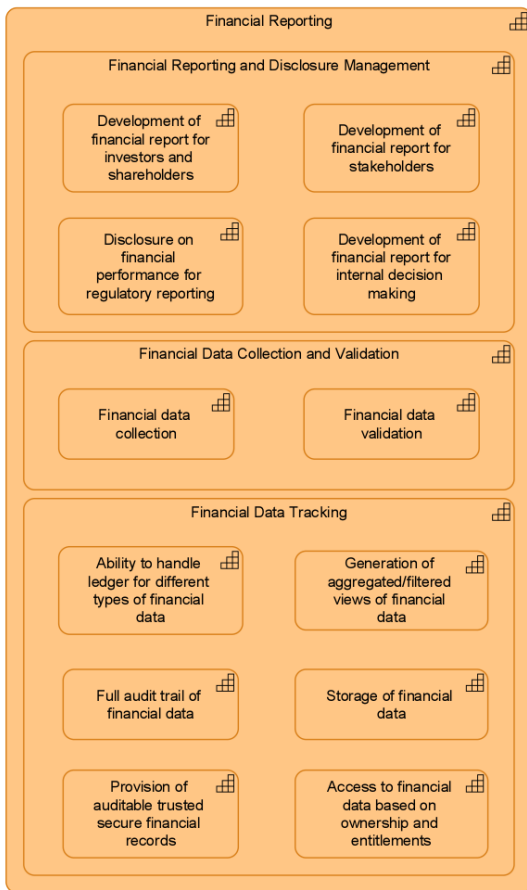 Financial Reporting
Financial Reporting and Disclosure Management
Development of
financial report for
investors and
shareholders
Development of
financial report for
stakeholders
Disclosure on
financial
performance for
regulatory reporting
Development of
financial report for
internal decision
making
Financial Data Collection and Validation
Financial data
collection
Financial data
validation
Financial Data Tracking
Ability to handle
ledger for different
types of financial
data
Generation of
aggregated/filtered
views of financial
data
Full audit trail of
financial data
Storage of financial
data
Provision of
auditable trusted
secure financial
records
Access to financial
data based on
ownership and
entitlements